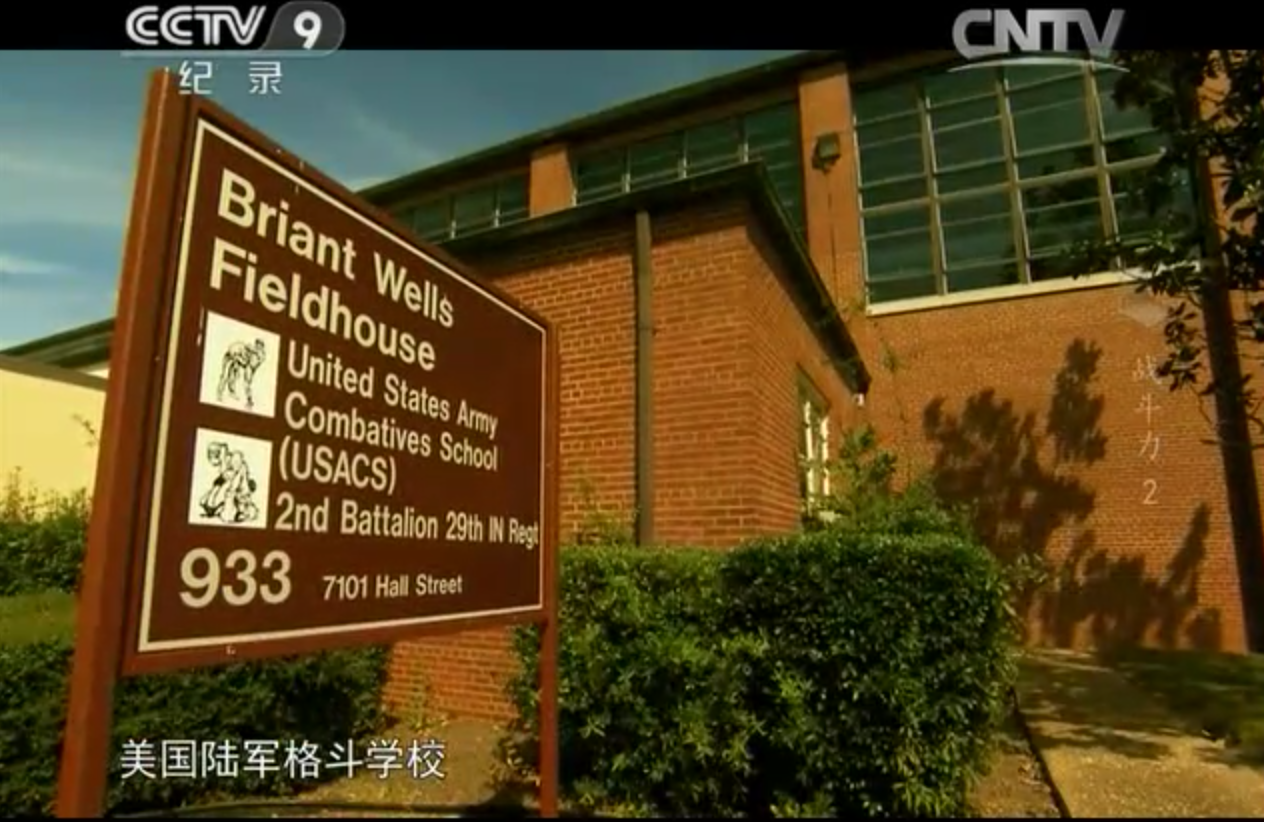 CCTV 9
纪 录
CNTV
Briant Wells
Fieldhouse
United States Army
Combatives School
(USACS)
2nd Battalion 29th IN Regt
933 7101 Hall Street
战斗力 2
美国陆军格斗学校